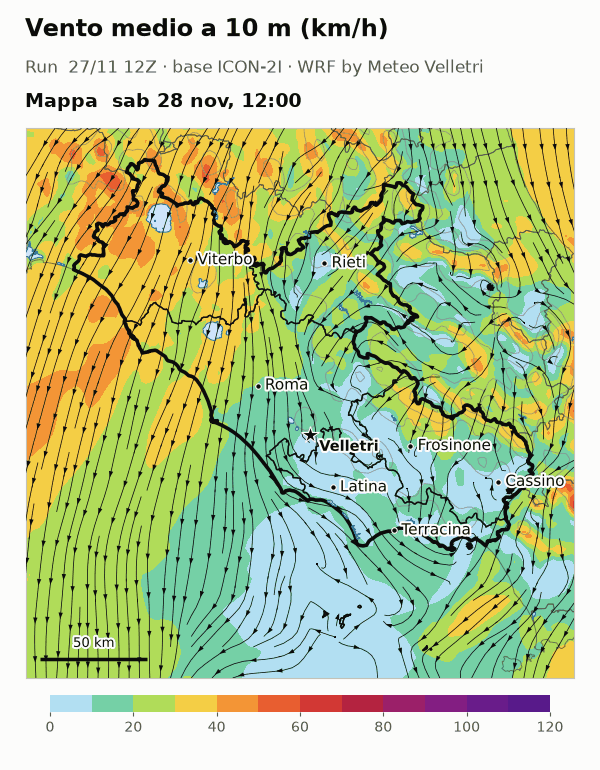 Vento medio a 10 m (km/h)
Run  27/11 12Z · base ICON-2I · WRF by Meteo Velletri
Mappa  sab 28 nov, 12:00
Viterbo
Rieti
Roma
Velletri
Frosinone
Cassino
Latina
Terracina
50 km
0 20 40 60 80 100 120